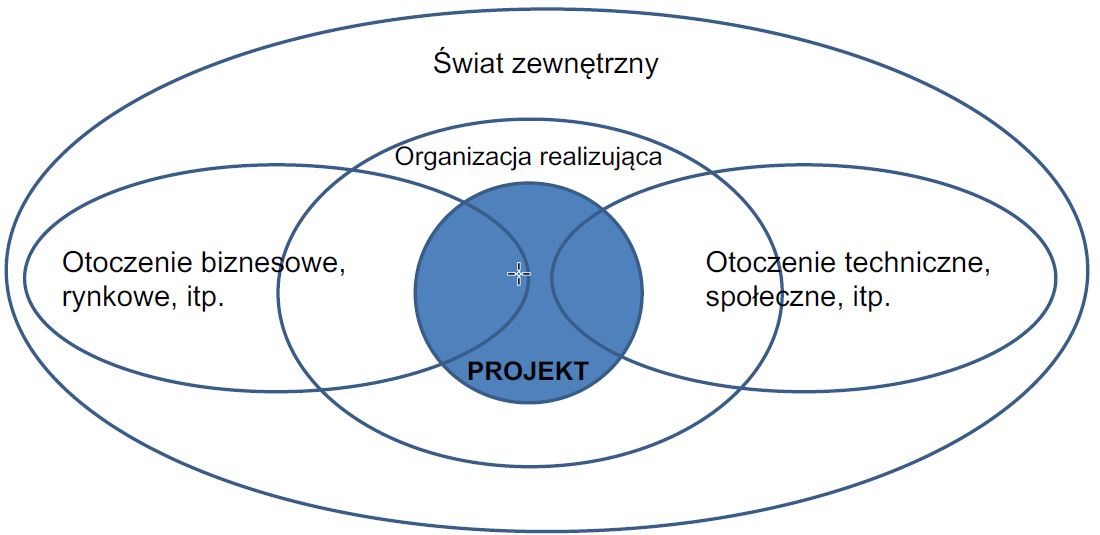 Świat zewnętrzny
Organizacja realizująca
Otoczenie biznesowe,
rynkowe, itp.
Otoczenie techniczne,
społeczne, itp.
PROJEKT